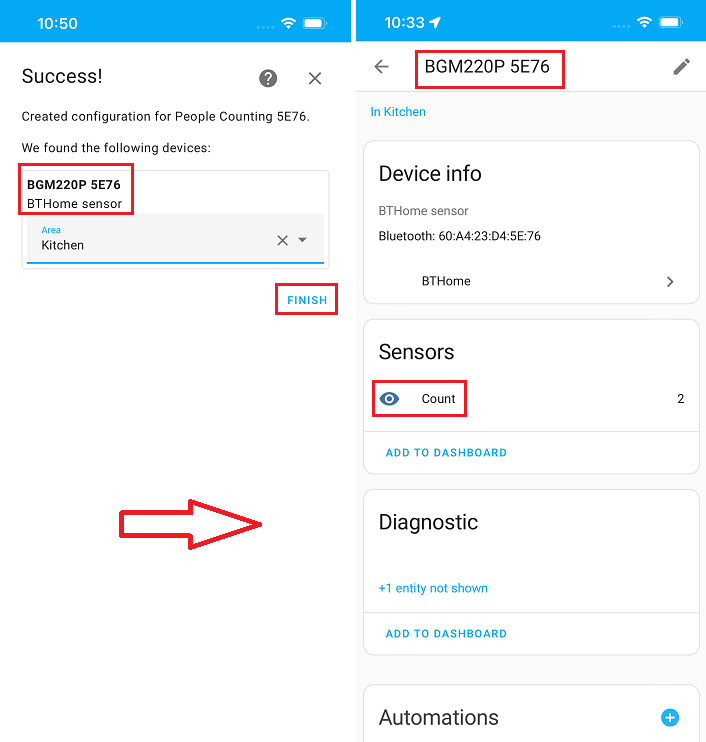 10:50
Success!
Created configuration for People Counting 5E76.
We found the following devices:
BGM220P 5E76
BTHome sensor
Area
Kitchen
FINISH
10:33
BGM220P 5E76
In Kitchen
Device info
BTHome sensor
Bluetooth: 60:A4:23:D4:5E:76
BTHome
Sensors
Count 2
ADD TO DASHBOARD
Diagnostic
+1 entity not shown
ADD TO DASHBOARD
Automations